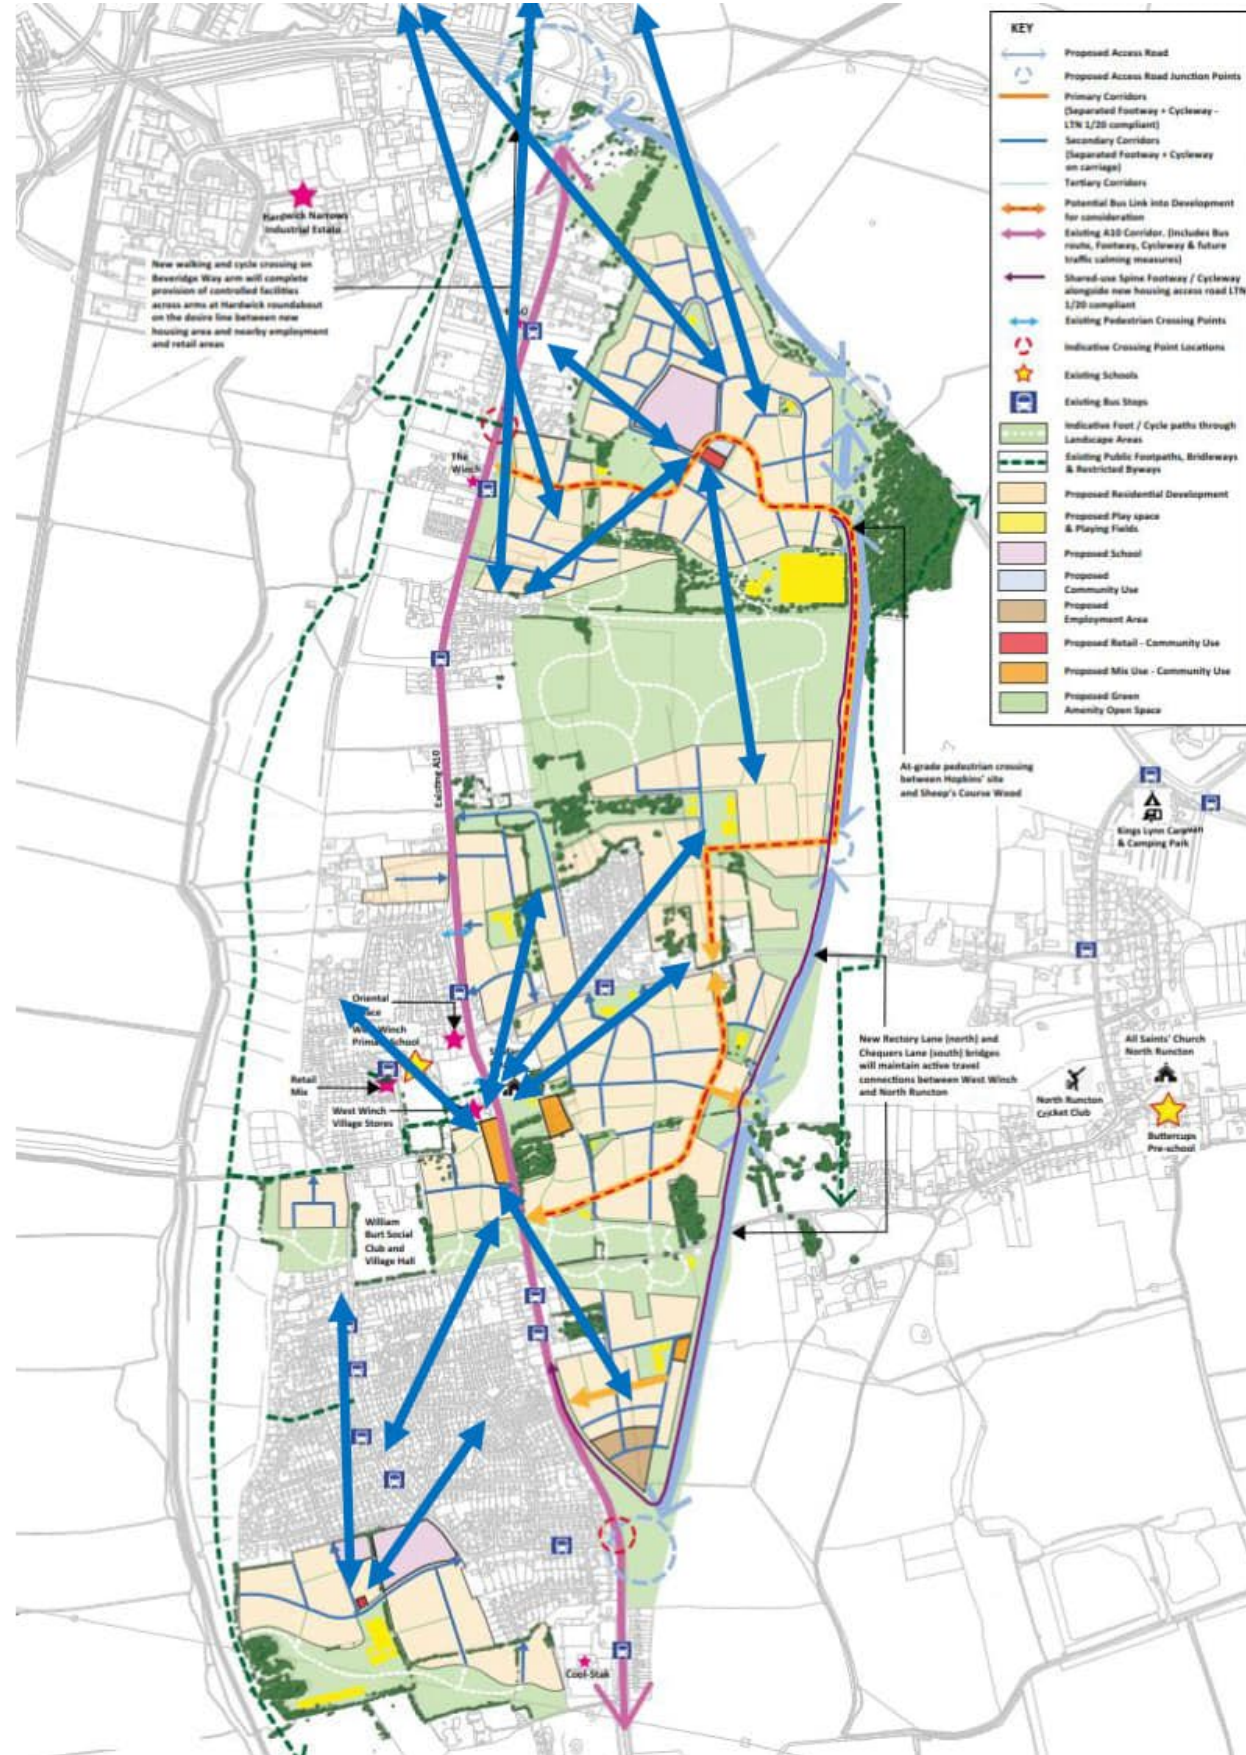 KEY
Proposed Access Road
Proposed Access Road Junction Points
Primary Corridors
(Separated Footway + Cycleway -
LTN 1/20 compliant)
Secondary Corridors
(Separated Footway + Cycleway
on carriage)
Tertiary Corridors
Potential Bus Link into Development
for consideration
Existing A10 Corridor. (Includes Bus
route, Footway, Cycleway & future
traffic calming measures)
Shared-use Spine Footway / Cycleway
alongside new housing access road LTN
1/20 compliant
Existing Pedestrian Crossing Points
Indicative Crossing Point Locations
Existing Schools
Existing Bus Stops
Indicative Foot / Cycle paths through
Landscape Areas
Existing Public Footpaths, Bridleways
& Restricted Byways
Proposed Residential Development
Proposed Play space
& Playing Fields
Proposed School
Proposed
Community Use
Proposed
Employment Area
Proposed Retail - Community Use
Proposed Mix Use - Community Use
Proposed Green
Amenity Open Space
Hardwick Narrows
Industrial Estate
New walking and cycle crossing on
Beveridge Way arm will complete
provision of controlled facilities
across arms at Hardwick roundabout
on the desire line between new
housing area and nearby employment
and retail areas
The
Winch
Existing A10
At-grade pedestrian crossing
between Hopkins' site
and Sheep's Course Wood
Kings Lynn Caravan
& Camping Park
Oriental
West Winch
Primary School
Retail
Mix
West Winch
Village Stores
New Rectory Lane (north) and
Chequers Lane (south) bridges
will maintain active travel
connections between West Winch
and North Runcton
All Saints' Church
North Runcton
North Runcton
Cricket Club
Buttercups
Pre-school
William
Burt Social
Club and
Village Hall
Cool-Stak